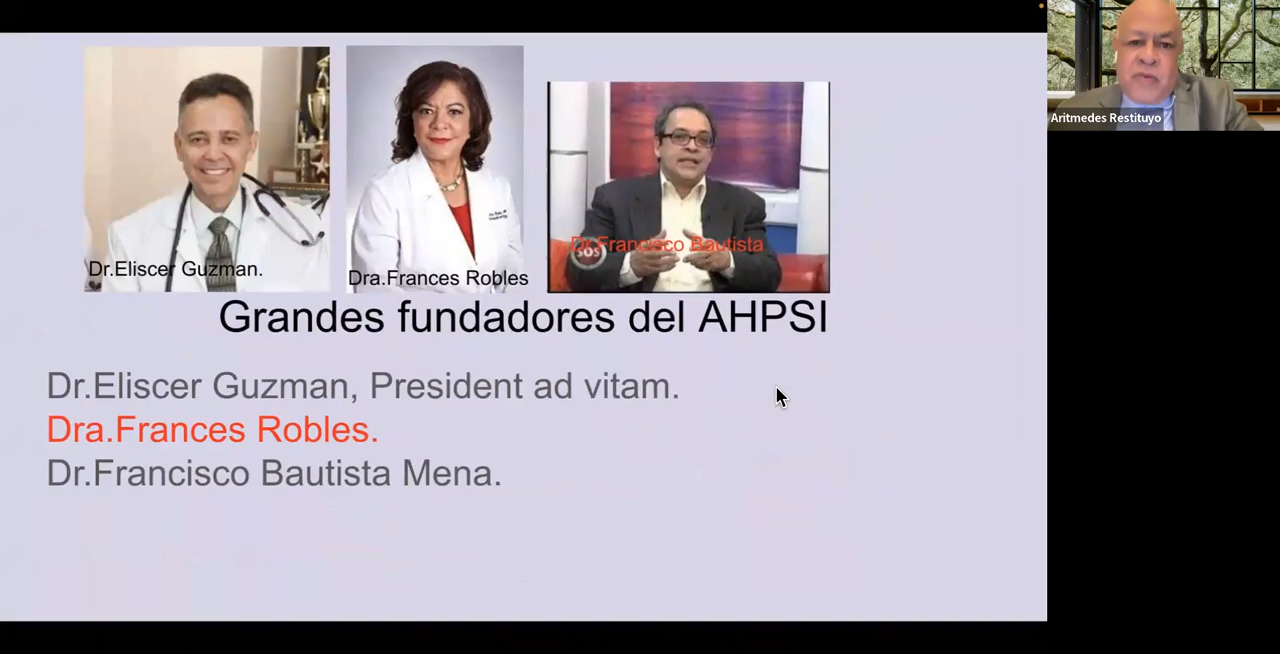 Aritmedes Restituyo
Dr.Eliscer Guzman.
Dra.Frances Robles
Dr.Francisco Bautista
SOS
Grandes fundadores del AHPSI
Dr.Eliscer Guzman, President ad vitam.
Dra.Frances Robles.
Dr.Francisco Bautista Mena.